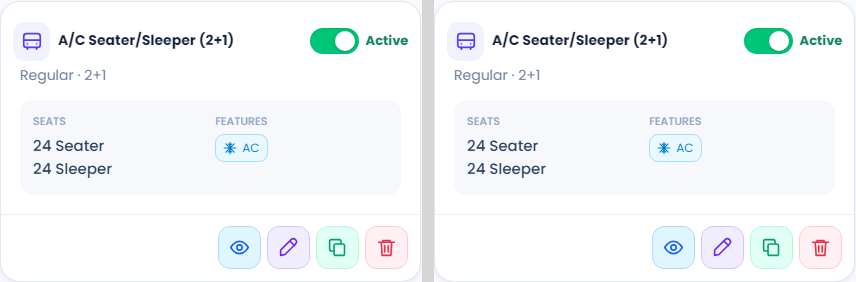 A/C Seater/Sleeper (2+1)
Active
Regular · 2+1
SEATS
FEATURES
24 Seater
AC
24 Sleeper
A/C Seater/Sleeper (2+1)
Active
Regular · 2+1
SEATS
FEATURES
24 Seater
AC
24 Sleeper